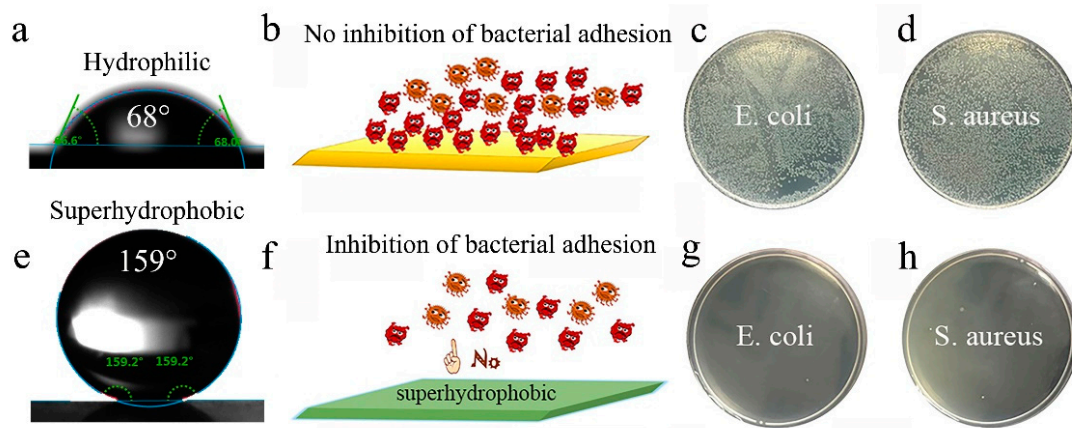 a
Hydrophilic
68°
66.6°
68.0
b
No inhibition of bacterial adhesion
c
E. coli
d
S. aureus
e
Superhydrophobic
159°
159.2°
159.2°
f
Inhibition of bacterial adhesion
No
superhydrophobic
g
E. coli
h
S. aureus